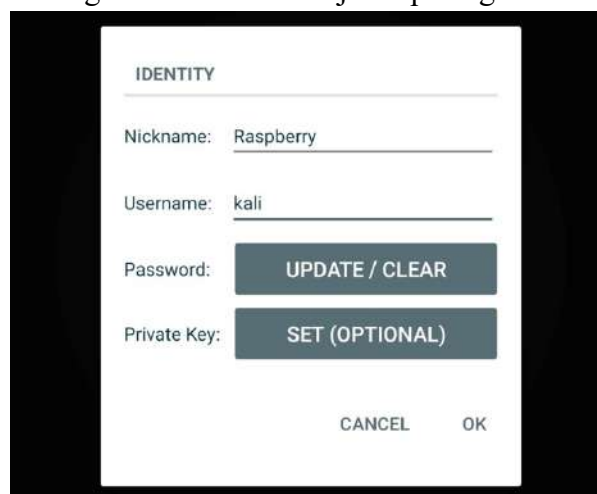 IDENTITY
Nickname: Raspberry
Username: kali
Password: UPDATE / CLEAR
Private Key: SET (OPTIONAL)
CANCEL OK